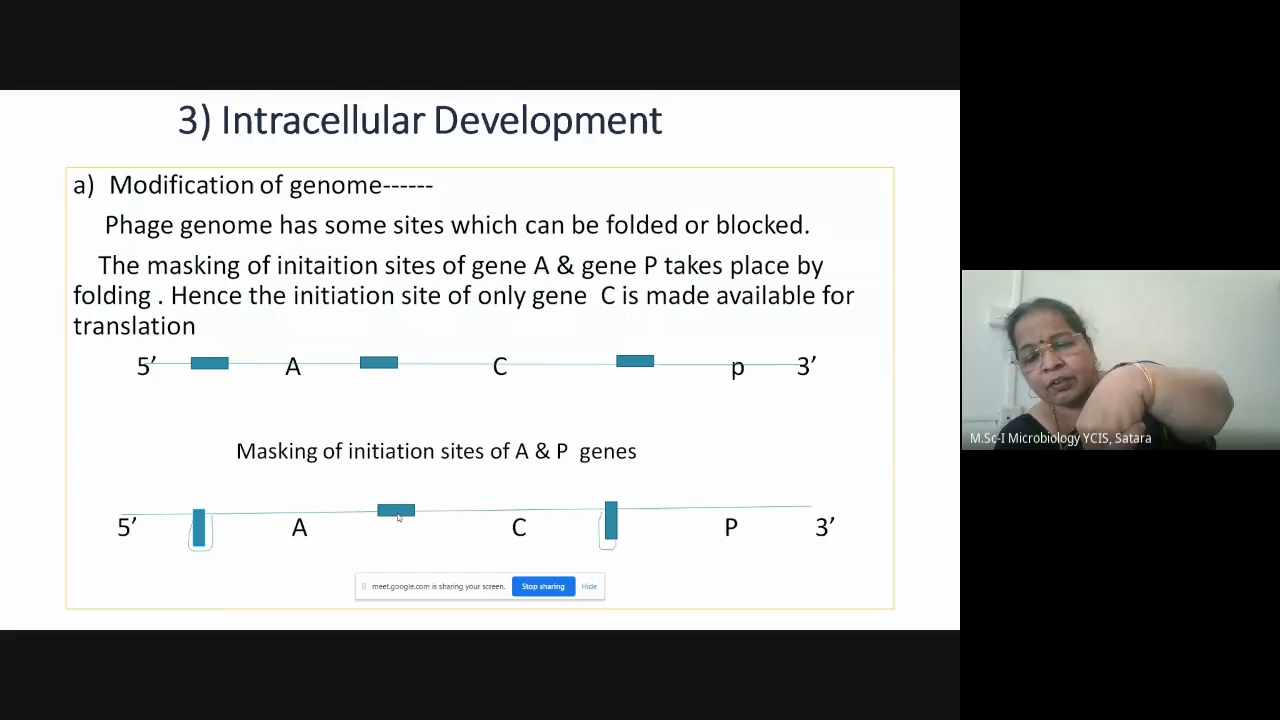 3) Intracellular Development
a) Modification of genome------
Phage genome has some sites which can be folded or blocked.
The masking of initaition sites of gene A & gene P takes place by
folding . Hence the initiation site of only gene C is made available for
translation
5’ A C p 3’
Masking of initiation sites of A & P genes
5’ A C P 3’
meet.google.com is sharing your screen. Stop sharing Hide
M.Sc-I Microbiology YCIS, Satara